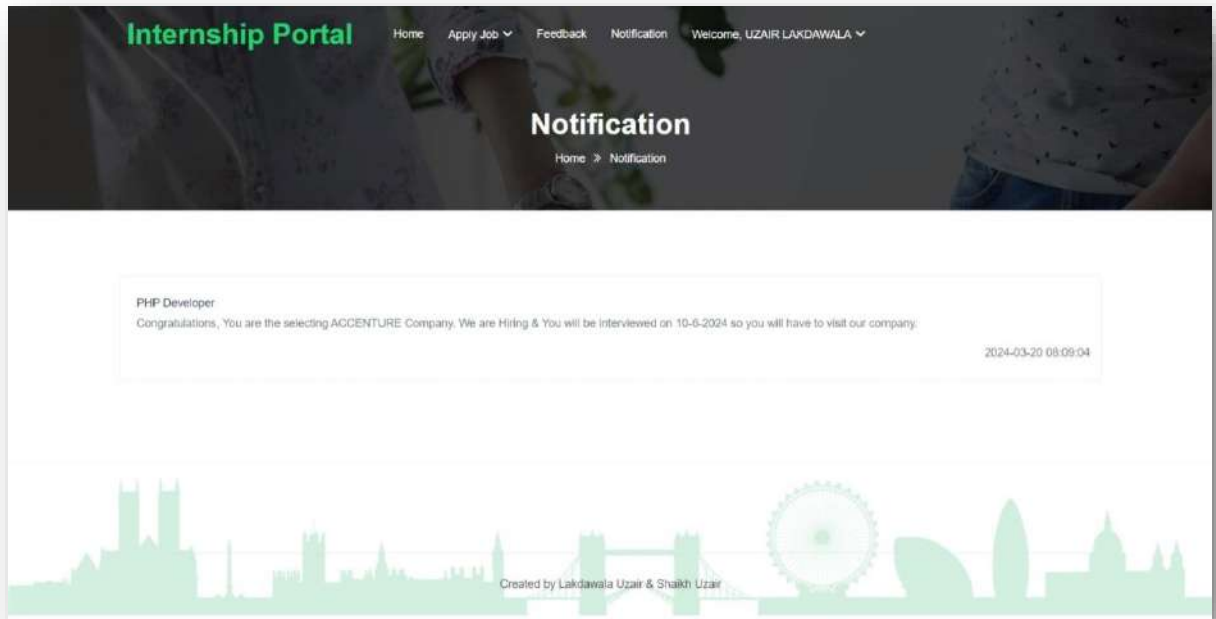 Internship Portal Home Apply Job Feedback Notification Welcome, UZAIR LAKDAWALA
Notification
Home » Notification
PHP Developer
Congratulations, You are the selecting ACCENTURE Company. We are Hiring & You will be interviewed on 10-6-2024 so you will have to visit our company.
2024-03-20 08:09:04
Created by Lakdawala Uzair & Shaikh Uzair